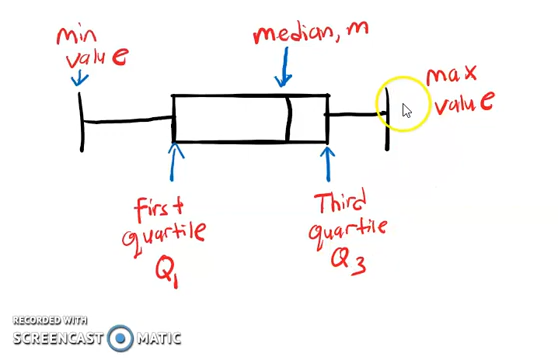 min
value
median, m
max
value
First
quartile
Q1
Third
quartile
Q3
RECORDED WITH
SCREENCAST MATIC